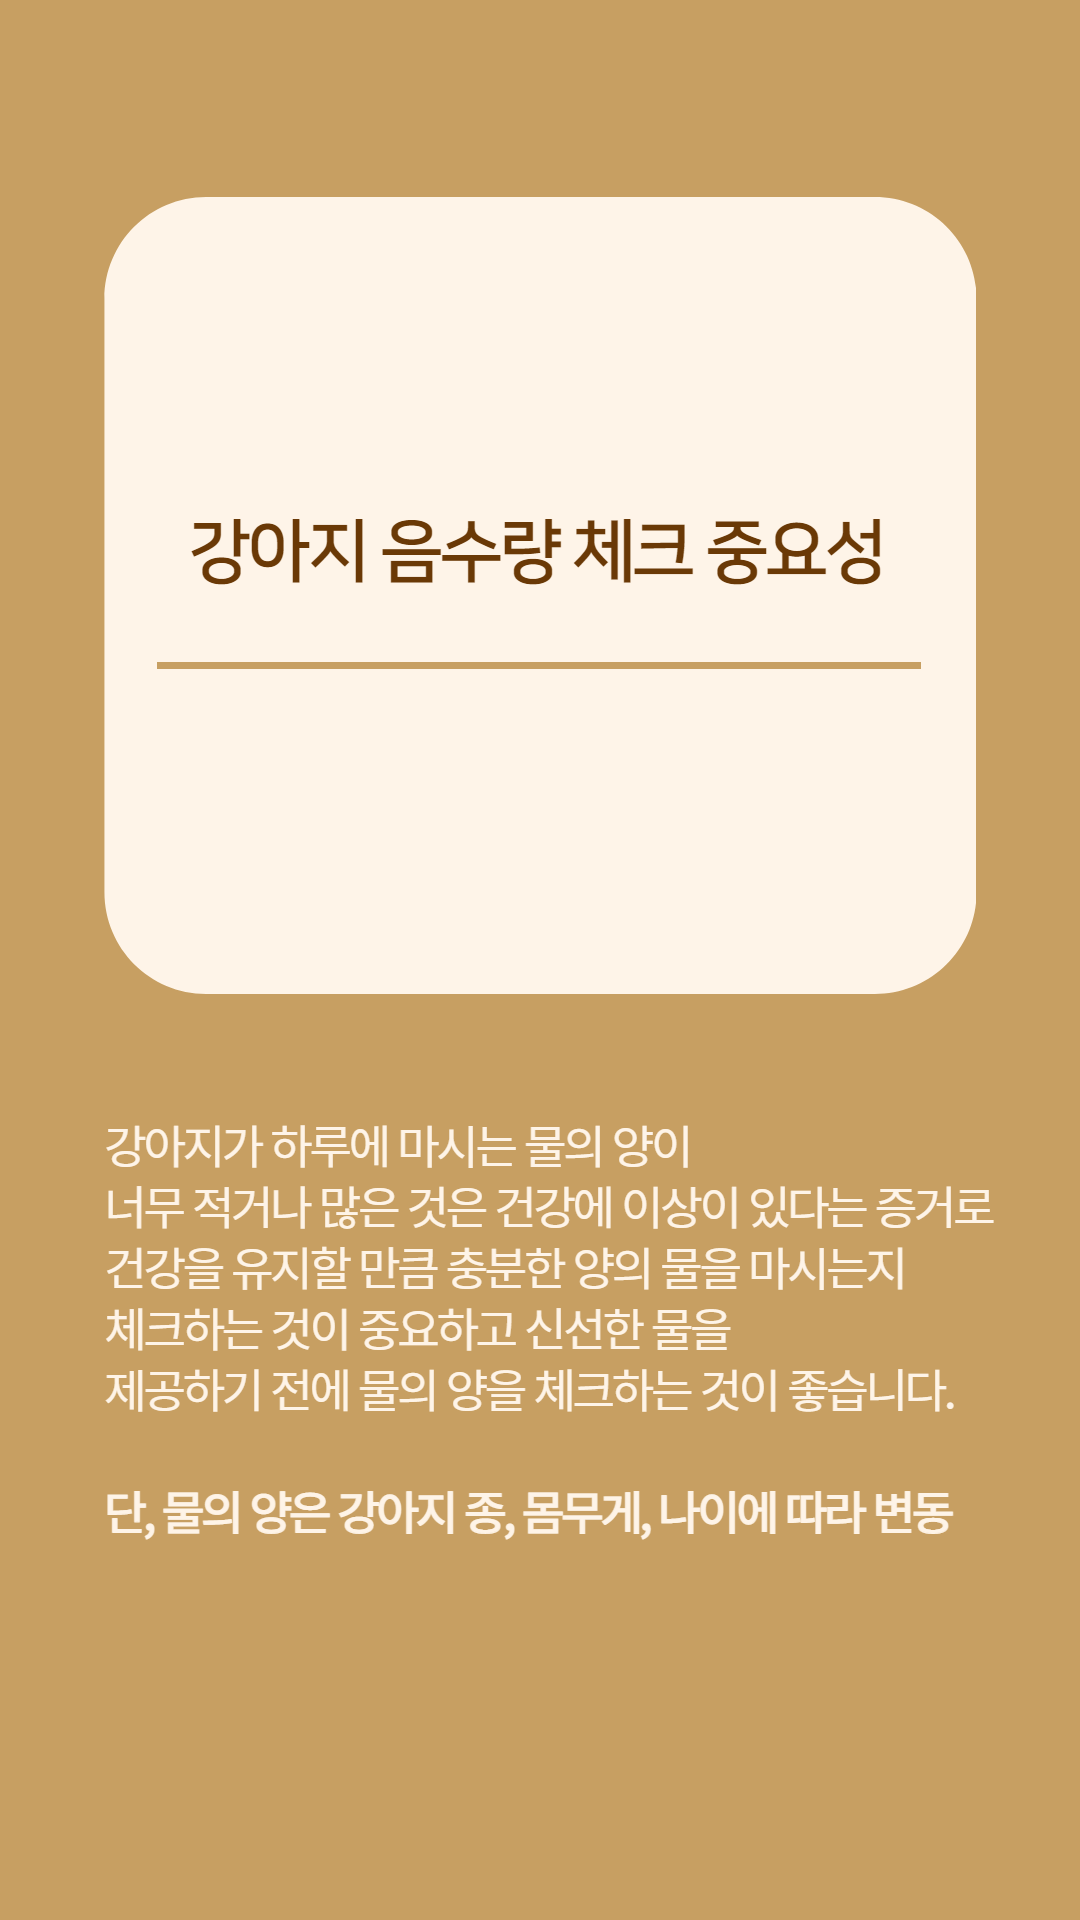 강아지 음수량 체크 중요성
강아지가 하루에 마시는 물의 양이
너무 적거나 많은 것은 건강에 이상이 있다는 증거로
건강을 유지할 만큼 충분한 양의 물을 마시는지
체크하는 것이 중요하고 신선한 물을
제공하기 전에 물의 양을 체크하는 것이 좋습니다.
단, 물의 양은 강아지 종, 몸무게, 나이에 따라 변동